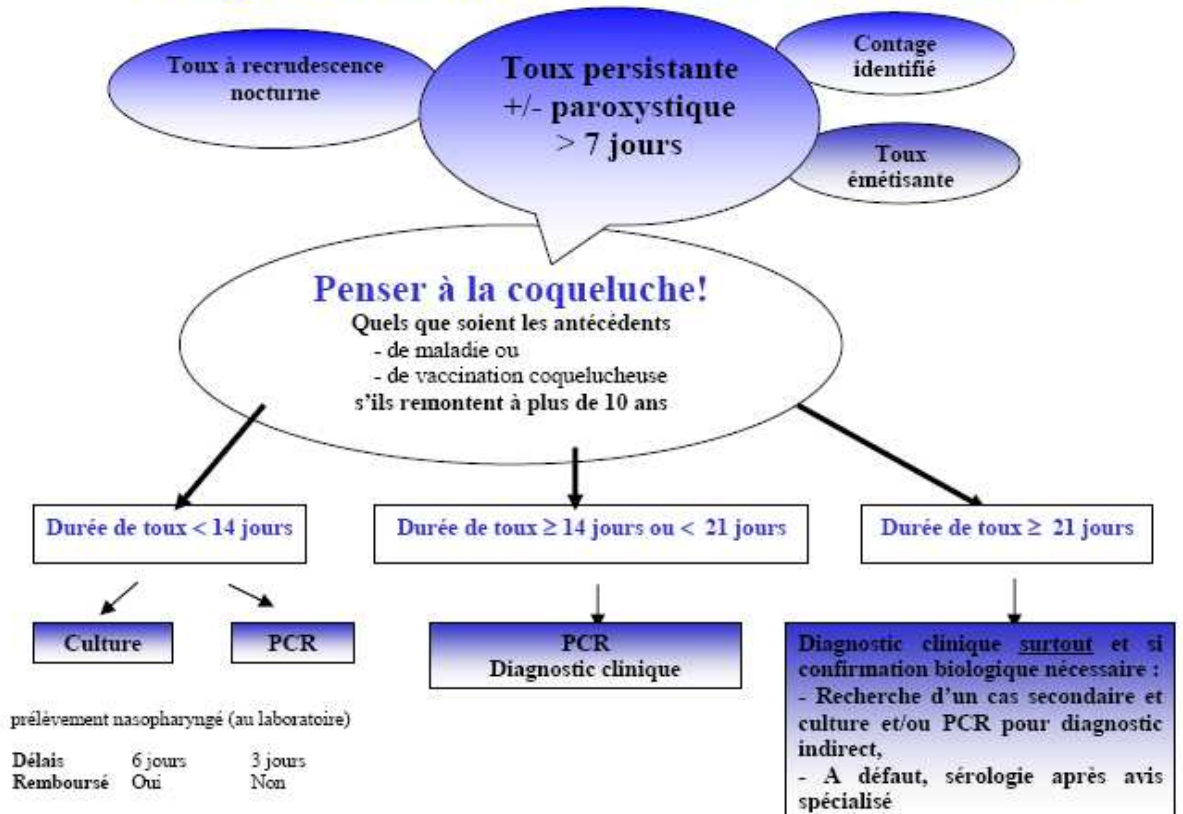 Toux à recrudescence
nocturne
Toux persistante
+/- paroxystique
> 7 jours
Contage
identifié
Toux
émétisante
Penser à la coqueluche!
Quels que soient les antécédents
- de maladie ou
- de vaccination coquelucheuse
s'ils remontent à plus de 10 ans
Durée de toux < 14 jours
Durée de toux ≥ 14 jours ou < 21 jours
Durée de toux ≥ 21 jours
Culture
PCR
PCR
Diagnostic clinique
Diagnostic clinique surtout et si
confirmation biologique nécessaire :
- Recherche d'un cas secondaire et
culture et/ou PCR pour diagnostic
indirect,
- A défaut, sérologie après avis
spécialisé
prélèvement nasopharyngé (au laboratoire)
Délais 6 jours 3 jours
Remboursé Oui Non